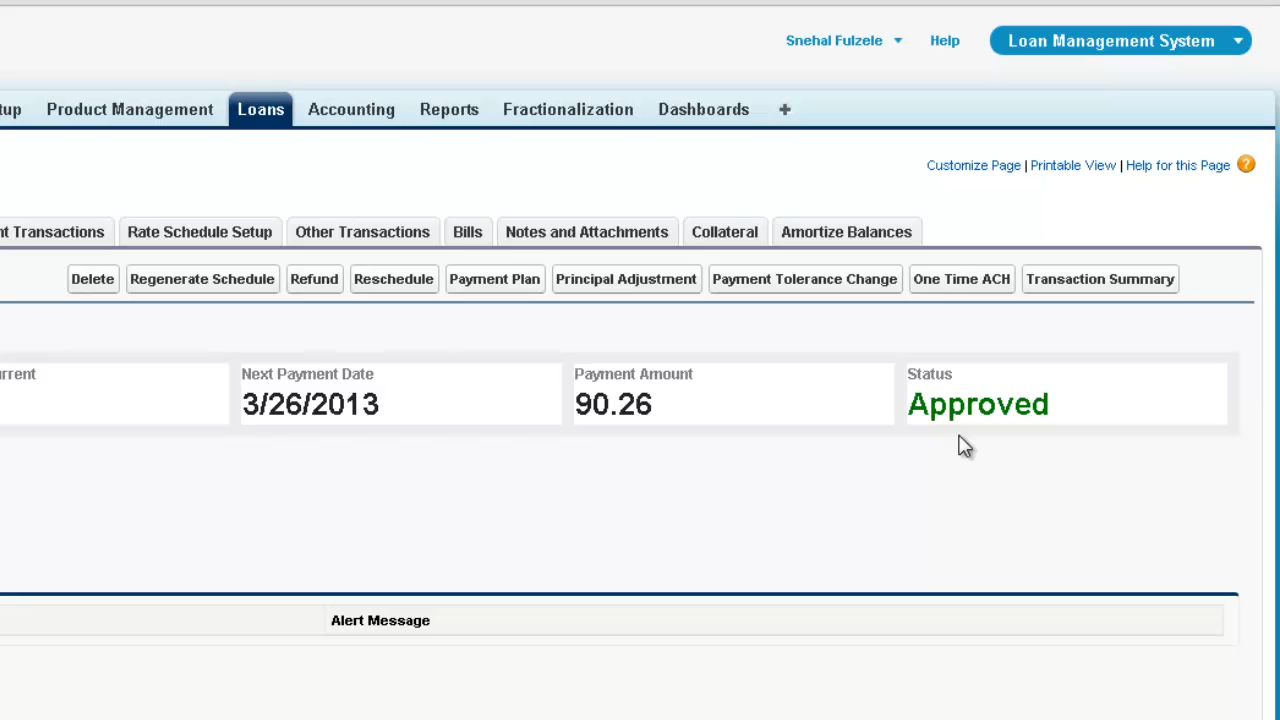 Snehal Fulzele Help Loan Management System
tup Product Management Loans Accounting Reports Fractionalization Dashboards +
Customize Page | Printable View | Help for this Page ?
nt Transactions Rate Schedule Setup Other Transactions Bills Notes and Attachments Collateral Amortize Balances
Delete Regenerate Schedule Refund Reschedule Payment Plan Principal Adjustment Payment Tolerance Change One Time ACH Transaction Summary
urrent Next Payment Date Payment Amount Status
3/26/2013 90.26 Approved
Alert Message